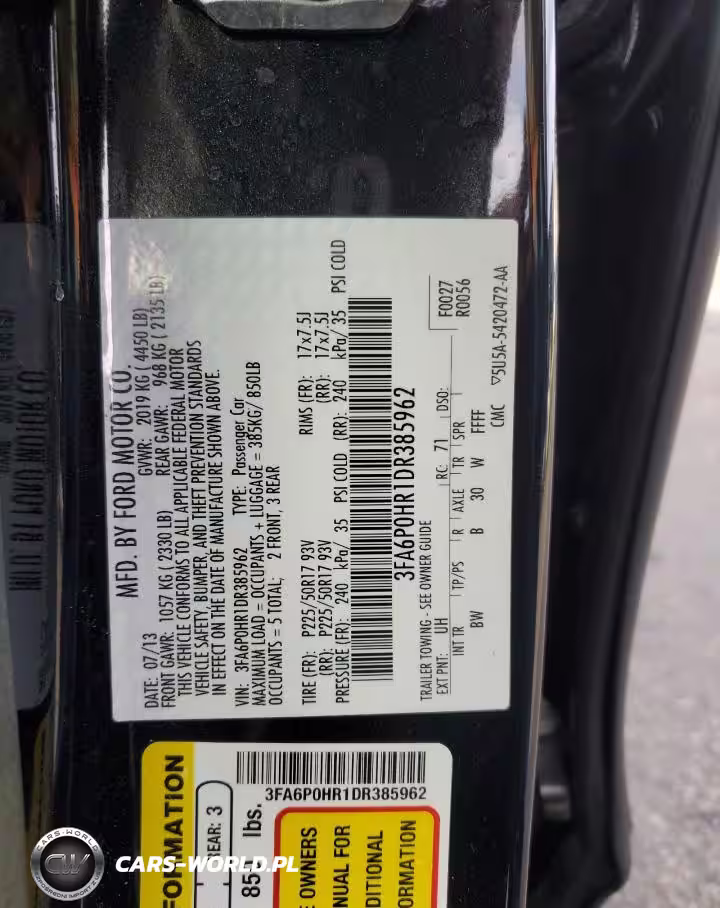 MFD. BY FORD MOTOR CO.
DATE: 07/13 GVWR: 2019 KG ( 4450 LB)
FRONT GAWR: 1057 KG ( 2330 LB) REAR GAWR: 968 KG ( 2135 LB)
THIS VEHICLE CONFORMS TO ALL APPLICABLE FEDERAL MOTOR
VEHICLE SAFETY, BUMPER, AND THEFT PREVENTION STANDARDS
IN EFFECT ON THE DATE OF MANUFACTURE SHOWN ABOVE.
VIN: 3FA6P0HR1DR385962 TYPE: Passenger Car
MAXIMUM LOAD = OCCUPANTS + LUGGAGE = 385KG/ 850LB
OCCUPANTS = 5 TOTAL; 2 FRONT, 3 REAR
TIRE (FR): P225/50R17 93V RIMS (FR): 17x7.5J
(RR): P225/50R17 93V (RR): 17x7.5J
PRESSURE (FR): 240 kPa/ 35 PSI COLD (RR): 240 kPa/ 35 PSI COLD
3FA6P0HR1DR385962
TRAILER TOWING - SEE OWNER GUIDE
F0027
R0056
EXT PNT: UH RC: 71 DSO:
INT TR TP/PS R AXLE TR SPR
BW B 30 W FFFF
CMC ▽5U5A-5420472-AA
3FA6P0HR1DR385962
FORMATION
REAR: 3
lbs.
E OWNERS
ANUAL FOR
DITIONAL
ORMATION
CARS-WORLD
CW
CARS-WORLD.PL